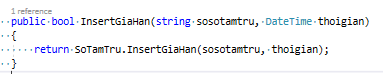 1 reference
public bool InsertGiaHan(string sosotamtru, DateTime thoigian)
{
return SoTamTru.InsertGiaHan(sosotamtru, thoigian);
}